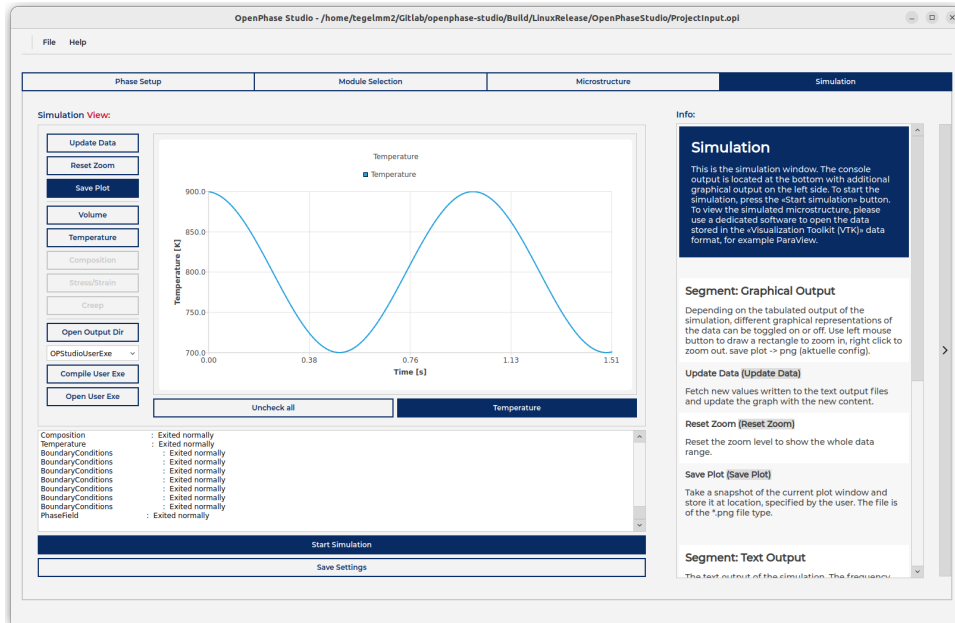 OpenPhase Studio - /home/tegelmm2/Gitlab/openphase-studio/Build/LinuxRelease/OpenPhaseStudio/ProjectInput.opi
File Help
Phase Setup Module Selection Microstructure Simulation
Simulation View:
Update Data
Reset Zoom
Save Plot
Volume
Temperature
Composition
Stress/Strain
Creep
Open Output Dir
OPStudioUserExe
Compile User Exe
Open User Exe
Temperature
Temperature
900.0
850.0
800.0
750.0
700.0
Temperature [K]
0.00 0.38 0.76 1.13 1.51
Time [s]
Uncheck all Temperature
Composition : Exited normally
Temperature : Exited normally
BoundaryConditions : Exited normally
BoundaryConditions : Exited normally
BoundaryConditions : Exited normally
BoundaryConditions : Exited normally
BoundaryConditions : Exited normally
BoundaryConditions : Exited normally
BoundaryConditions : Exited normally
PhaseField : Exited normally
Start Simulation
Save Settings
Info:
Simulation
This is the simulation window. The console
output is located at the bottom with additional
graphical output on the left side. To start the
simulation, press the «Start simulation» button.
To view the simulated microstructure, please
use a dedicated software to open the data
stored in the «Visualization Toolkit (VTK)» data
format, for example ParaView.
Segment: Graphical Output
Depending on the tabulated output of the
simulation, different graphical representations of
the data can be toggled on or off. Use left mouse
button to draw a rectangle to zoom in, right click to
zoom out. save plot -> png (aktuelle config).
Update Data (Update Data)
Fetch new values written to the text output files
and update the graph with the new content.
Reset Zoom (Reset Zoom)
Reset the zoom level to show the whole data
range.
Save Plot (Save Plot)
Take a snapshot of the current plot window and
store it at location, specified by the user. The file is
of the *.png file type.
Segment: Text Output
The text output of the simulation. The frequency